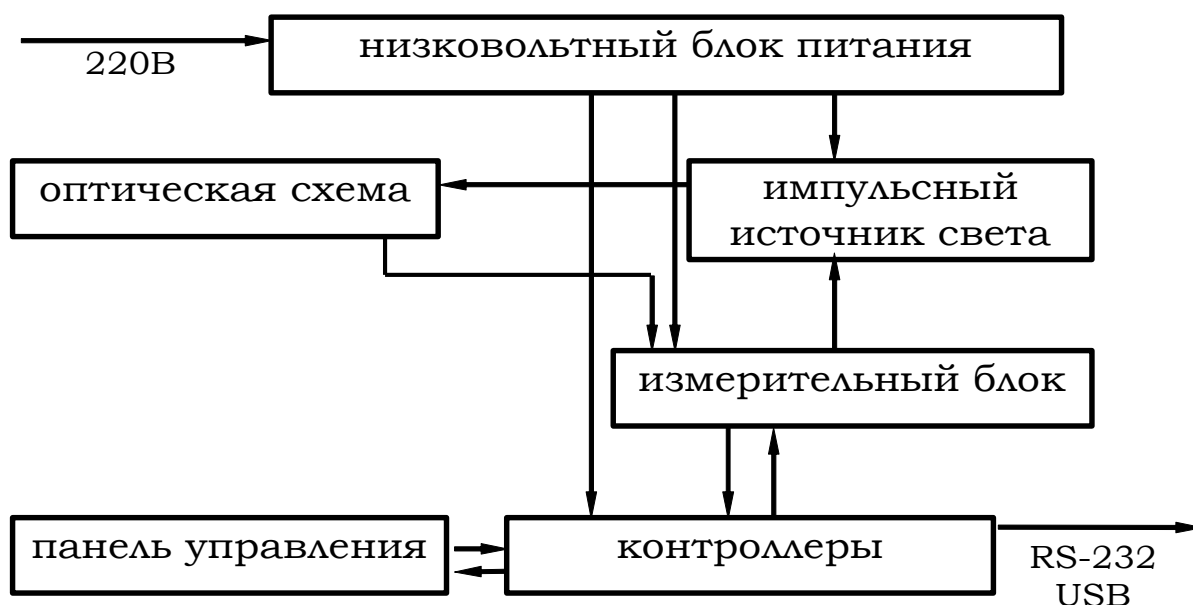 низковольтный блок питания
220В
оптическая схема
импульсный
источник света
измерительный блок
панель управления
контроллеры
RS-232
USB